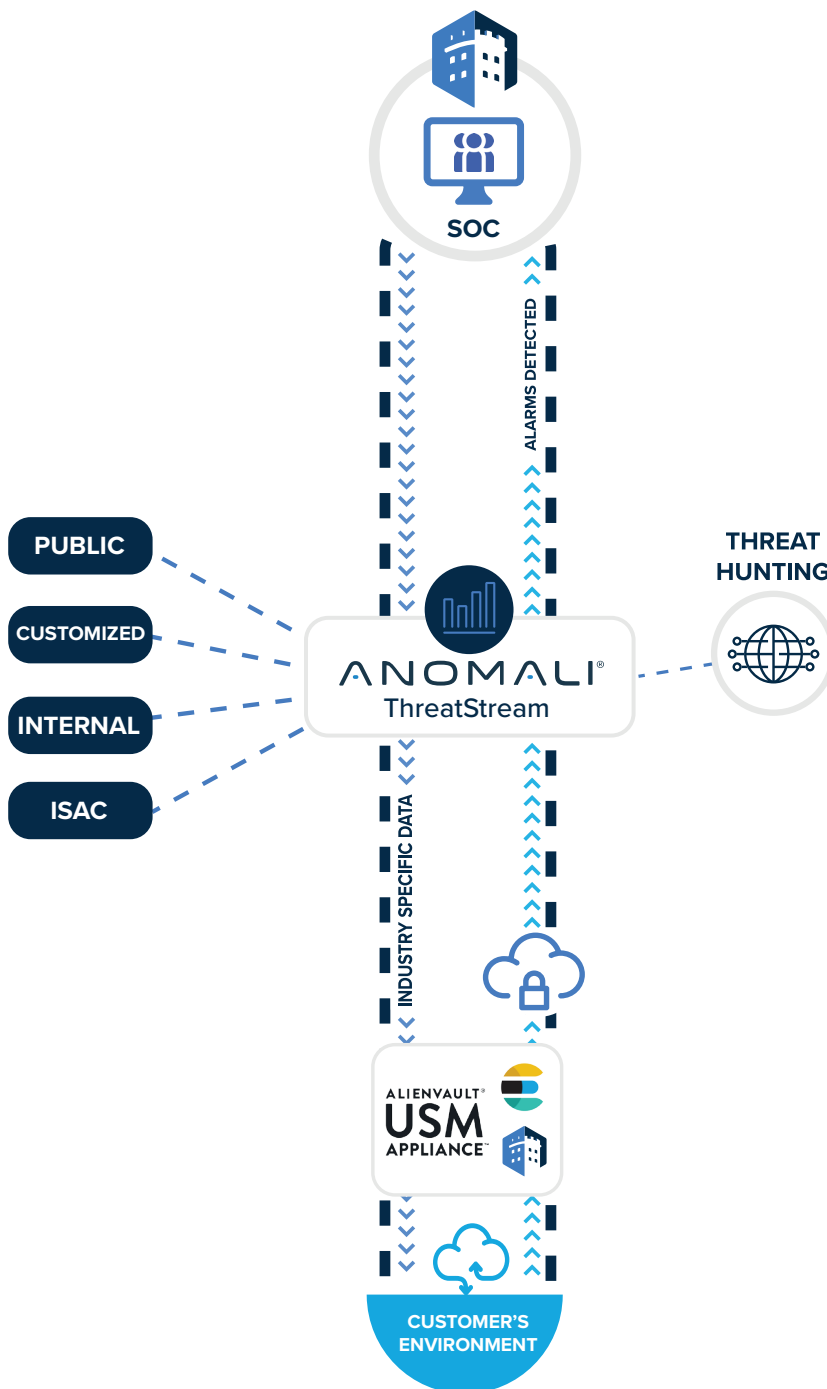 SOC
ALARMS DETECTED
PUBLIC
CUSTOMIZED
INTERNAL
ISAC
ANOMALI®
ThreatStream
THREAT
HUNTING
INDUSTRY SPECIFIC DATA
ALIENVAULT®
USM
APPLIANCE™
CUSTOMER'S
ENVIRONMENT